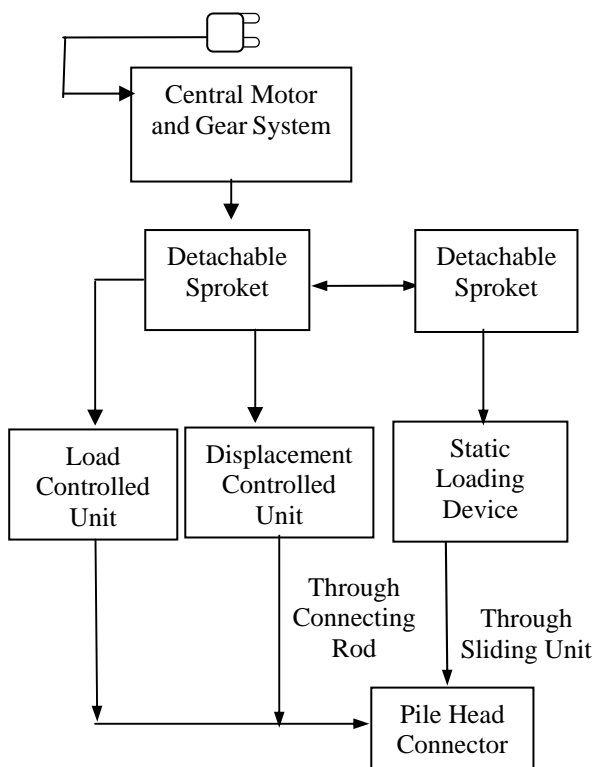 Central Motor
and Gear System
Detachable
Sproket
Detachable
Sproket
Load
Controlled
Unit
Displacement
Controlled
Unit
Static
Loading
Device
Through
Connecting
Rod
Through
Sliding Unit
Pile Head
Connector